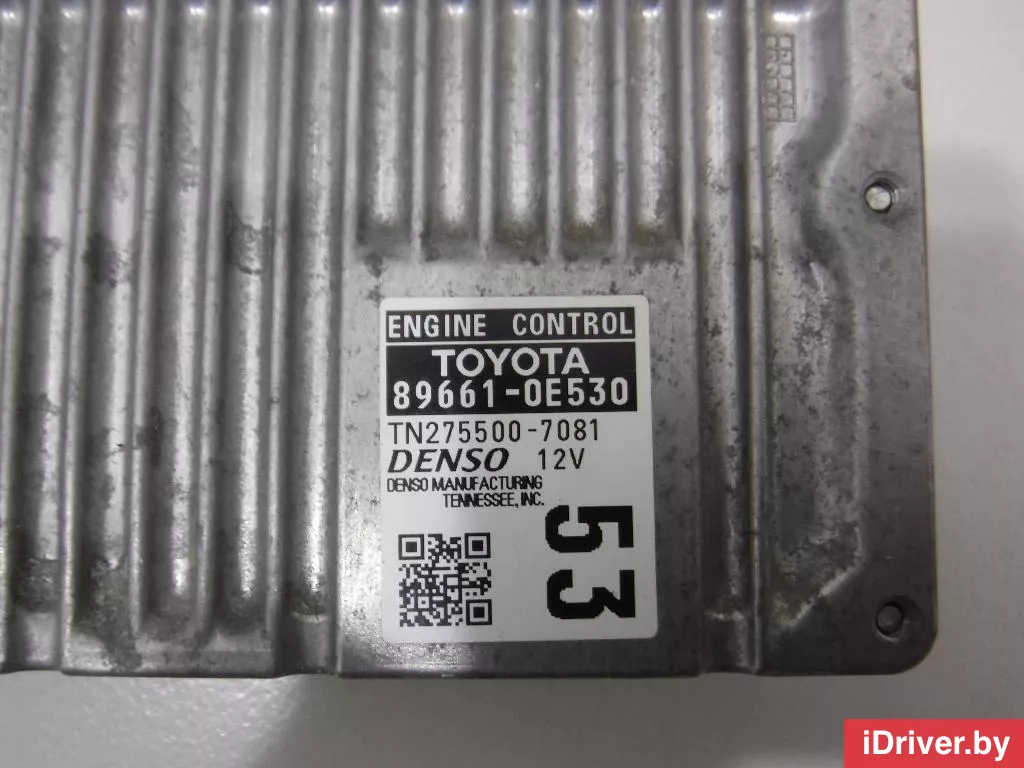 ENGINE CONTROL
TOYOTA
89661-0E530
TN275500-7081
DENSO 12V
DENSO MANUFACTURING
TENNESSEE, INC.
53
iDriver.by